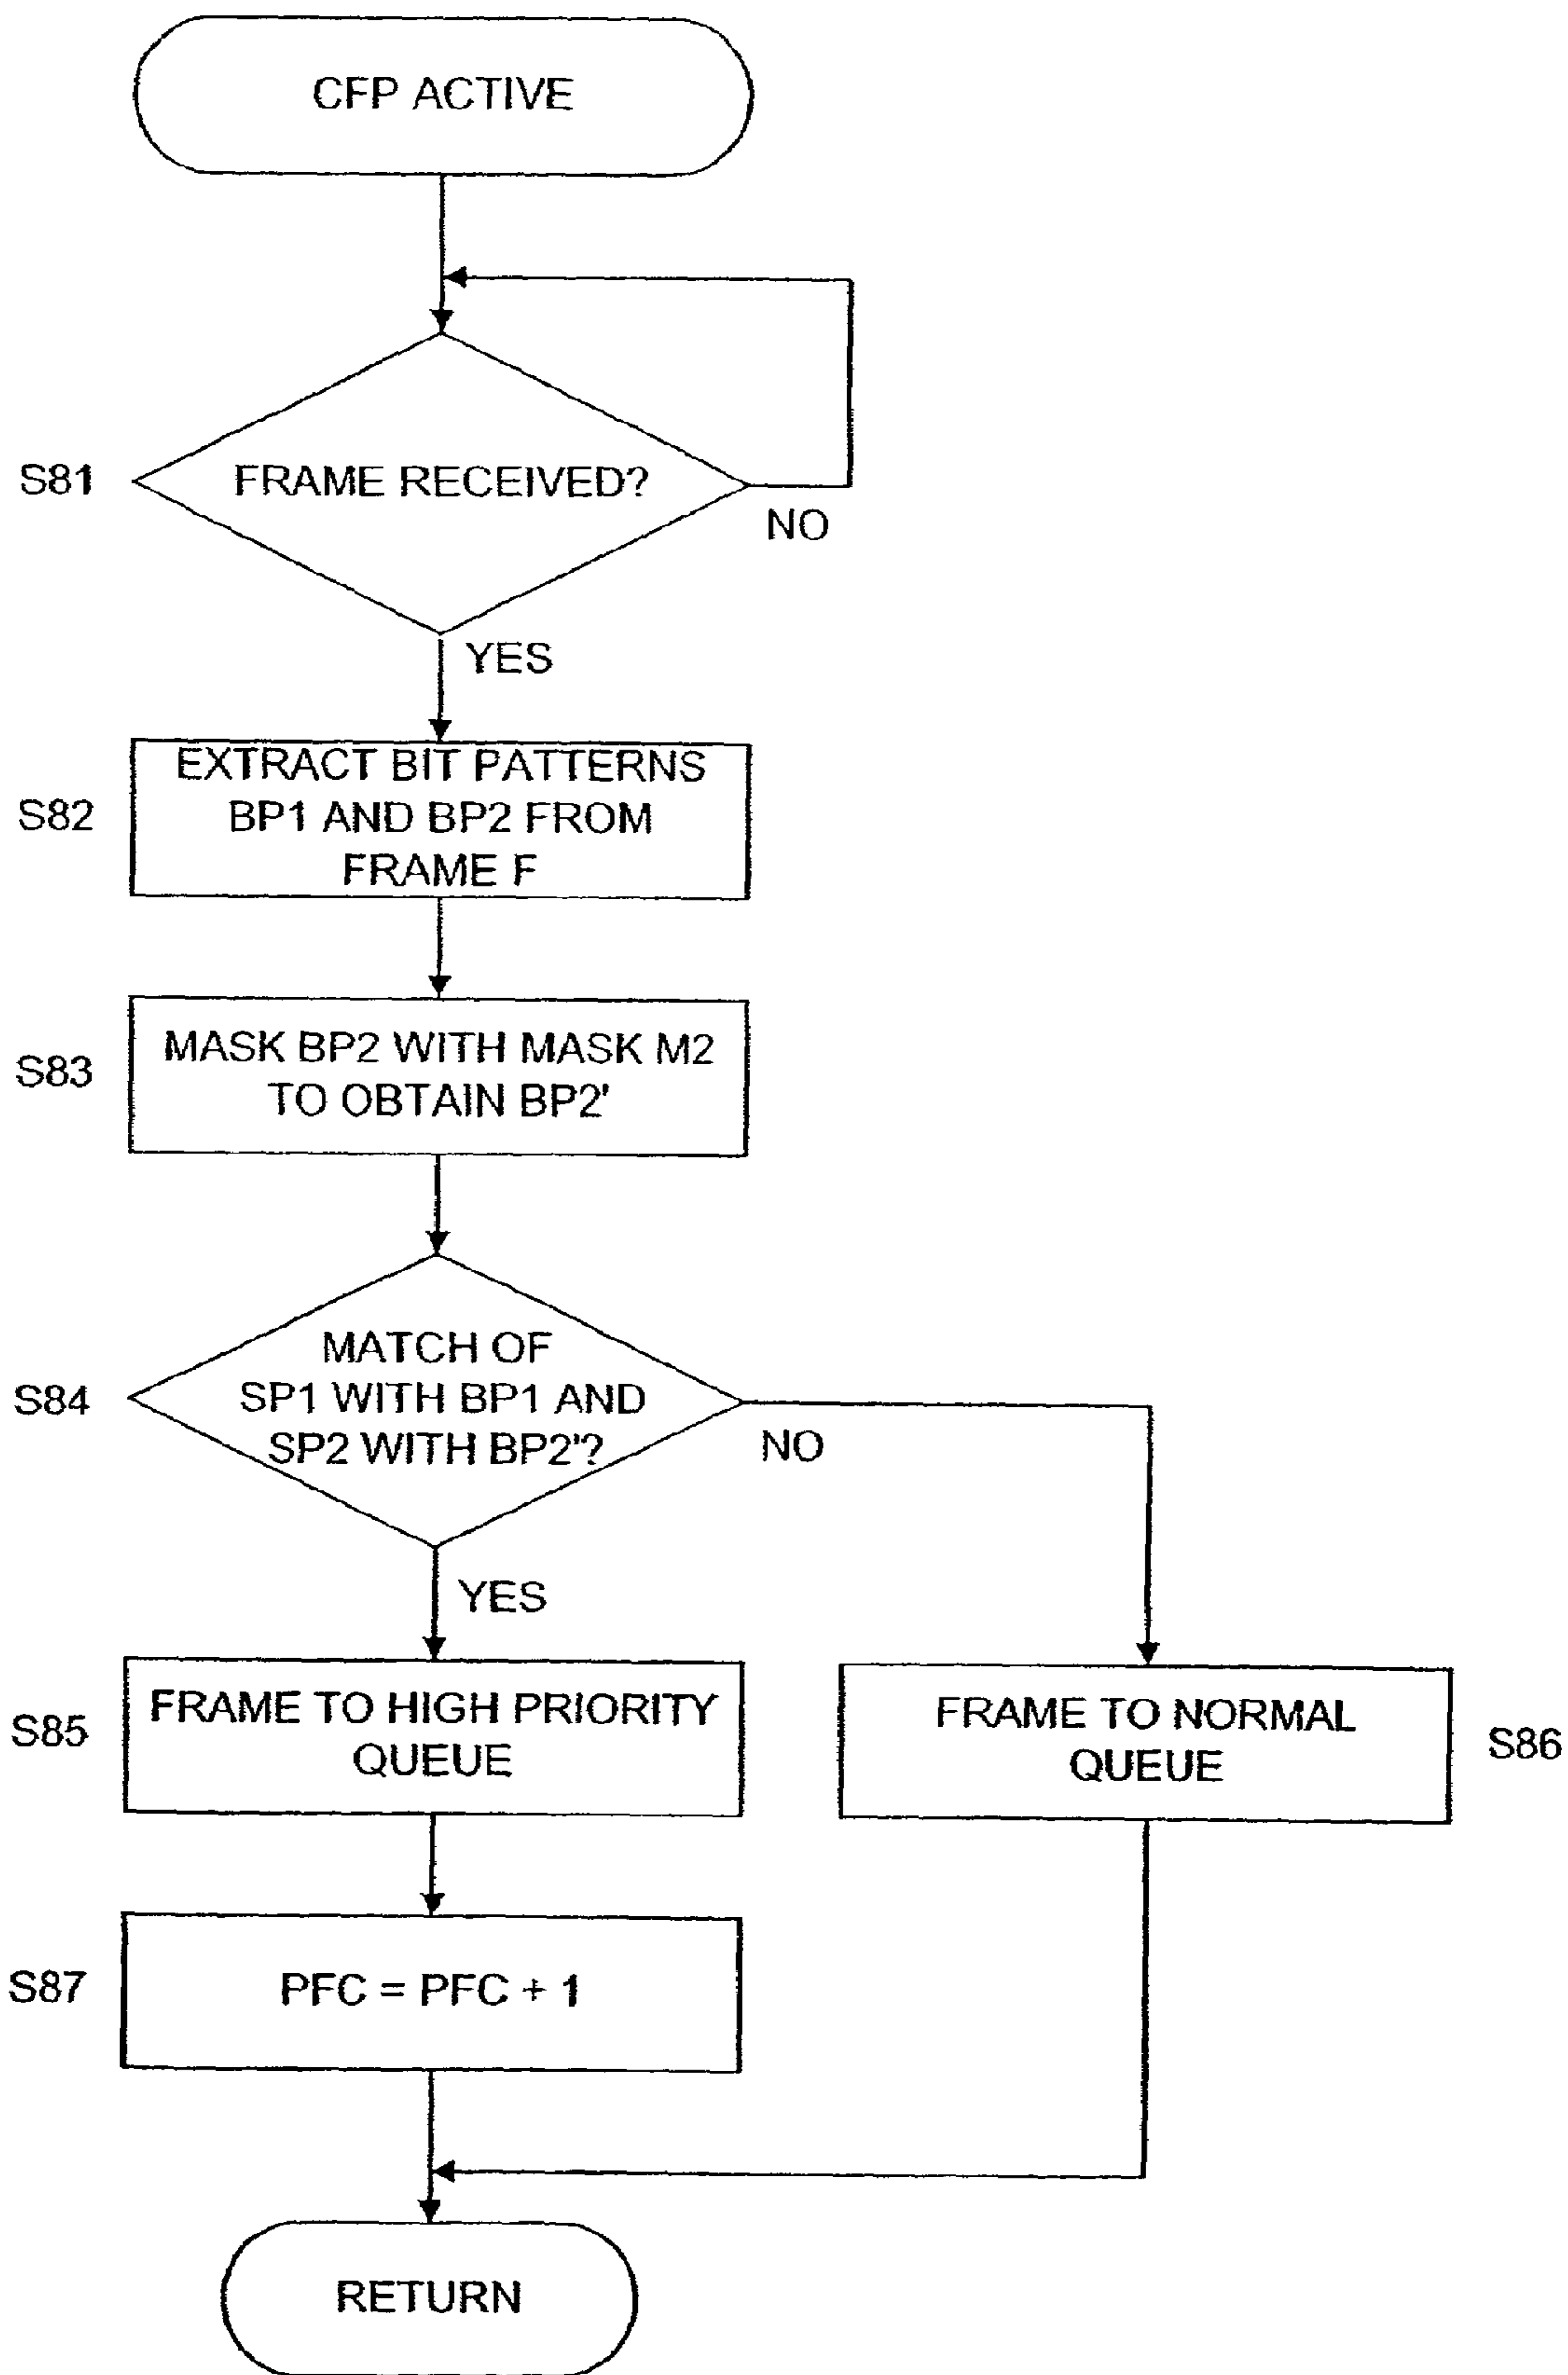 CFP ACTIVE
S81
FRAME RECEIVED?
NO
YES
S82
EXTRACT BIT PATTERNS
BP1 AND BP2 FROM
FRAME F
S83
MASK BP2 WITH MASK M2
TO OBTAIN BP2'
S84
MATCH OF
SP1 WITH BP1 AND
SP2 WITH BP2'?
NO
YES
S85
FRAME TO HIGH PRIORITY
QUEUE
FRAME TO NORMAL
QUEUE
S86
S87
PFC = PFC + 1
RETURN